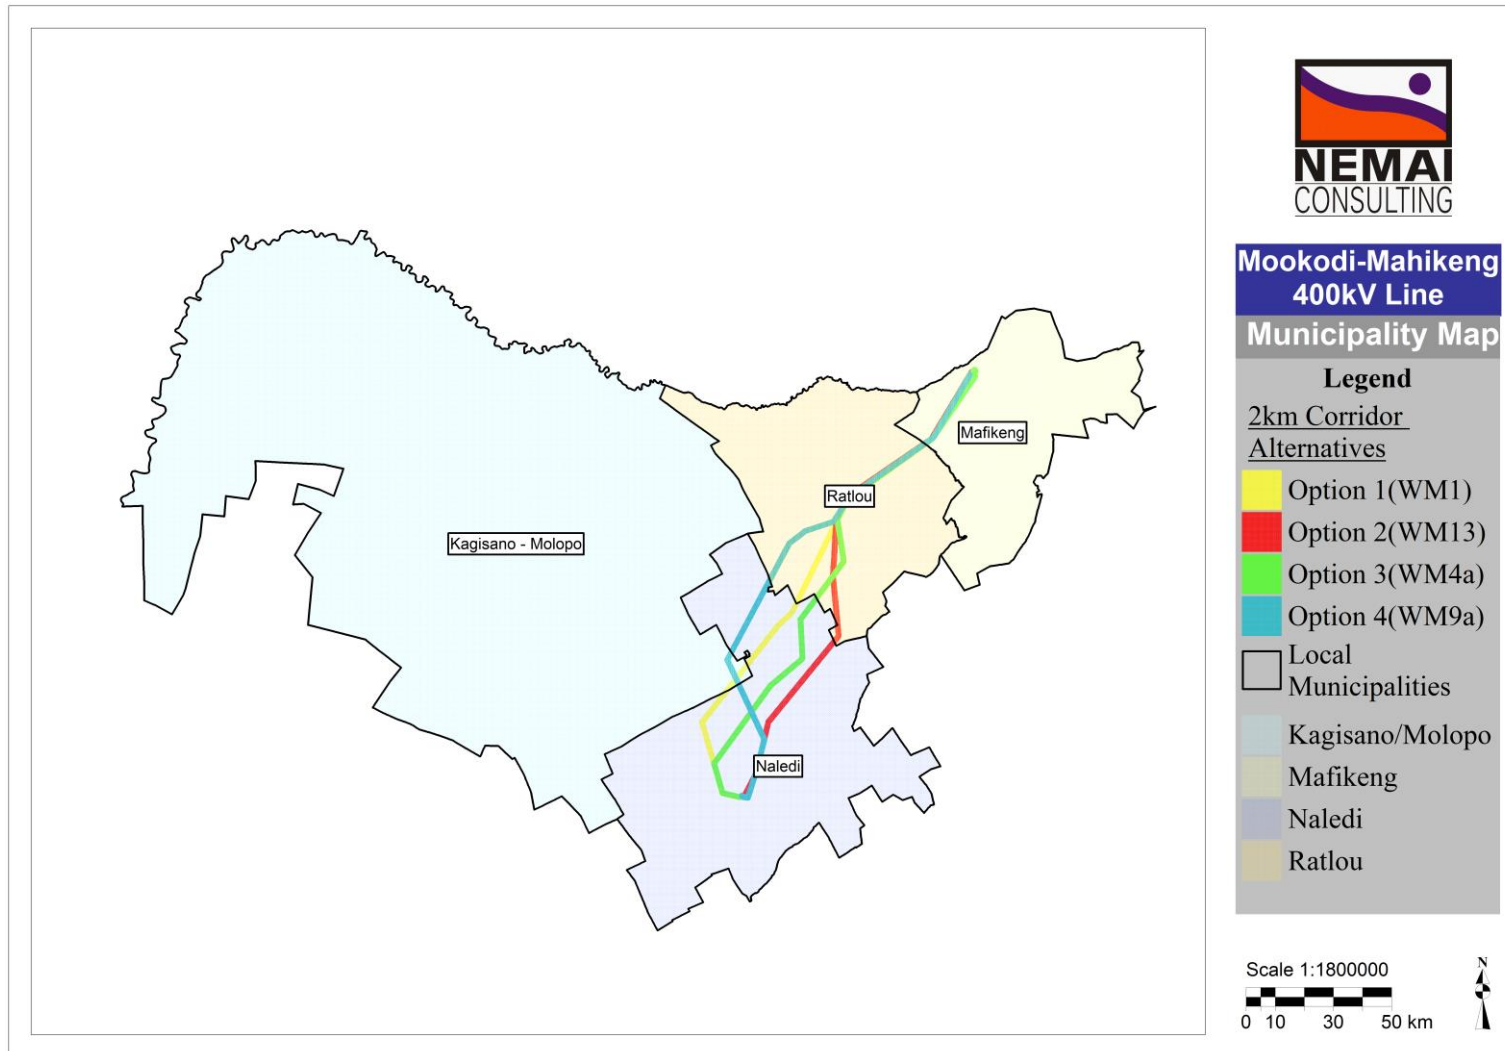 NEMAI
CONSULTING
Mookodi-Mahikeng
400kV Line
Municipality Map
Legend
2km Corridor
Alternatives
Option 1(WM1)
Option 2(WM13)
Option 3(WM4a)
Option 4(WM9a)
Local
Municipalities
Kagisano/Molopo
Mafikeng
Naledi
Ratlou
Scale 1:1800000
N
0 10 30 50 km
Mafikeng
Ratlou
Kagisano - Molopo
Naledi